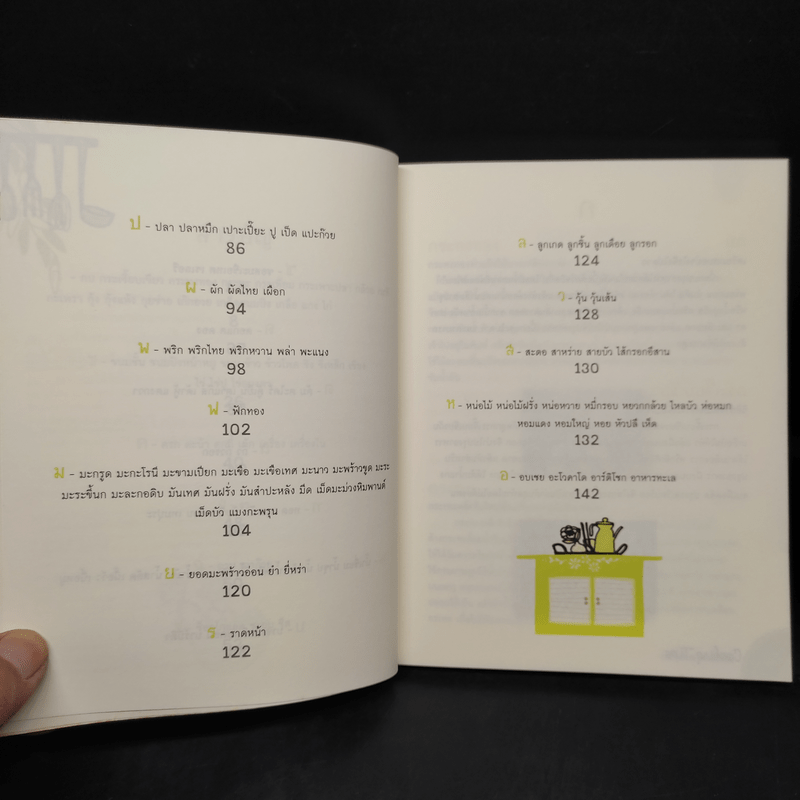 ป - ปลา ปลาหมึก เปาะเปี๊ยะ ปู เป็ด แปะก๊วย
86
ผ - ผัก ผัดไทย เผือก
94
พ - พริก พริกไทย พริกหวาน พล่า พะแนง
98
ฟ - ฟักทอง
102
ม - มะกรูด มะกะโรนี มะขามเปียก มะเขือ มะเขือเทศ มะนาว มะพร้าวขูด มะระ
มะระขี้นก มะละกอดิบ มันเทศ มันฝรั่ง มันสำปะหลัง มีด เม็ดมะม่วงหิมพานต์
เม็ดบัว แมงกะพรุน
104
ย - ยอดมะพร้าวอ่อน ยำ ยี่หร่า
120
ร - ราดหน้า
122
ล - ลูกเกด ลูกชิ้น ลูกเดือย ลูกรอก
124
ว - วุ้น วุ้นเส้น
128
ส - สะตอ สาหร่าย สายบัว ไส้กรอกอีสาน
130
ห - หน่อไม้ หน่อไม้ฝรั่ง หน่อหวาย หมี่กรอบ หยวกกล้วย ไหลบัว ห่อหมก
หอมแดง หอมใหญ่ หอย หัวปลี เห็ด
132
อ - อบเชย อะโวคาโด อาร์ติโชก อาหารทะเล
142